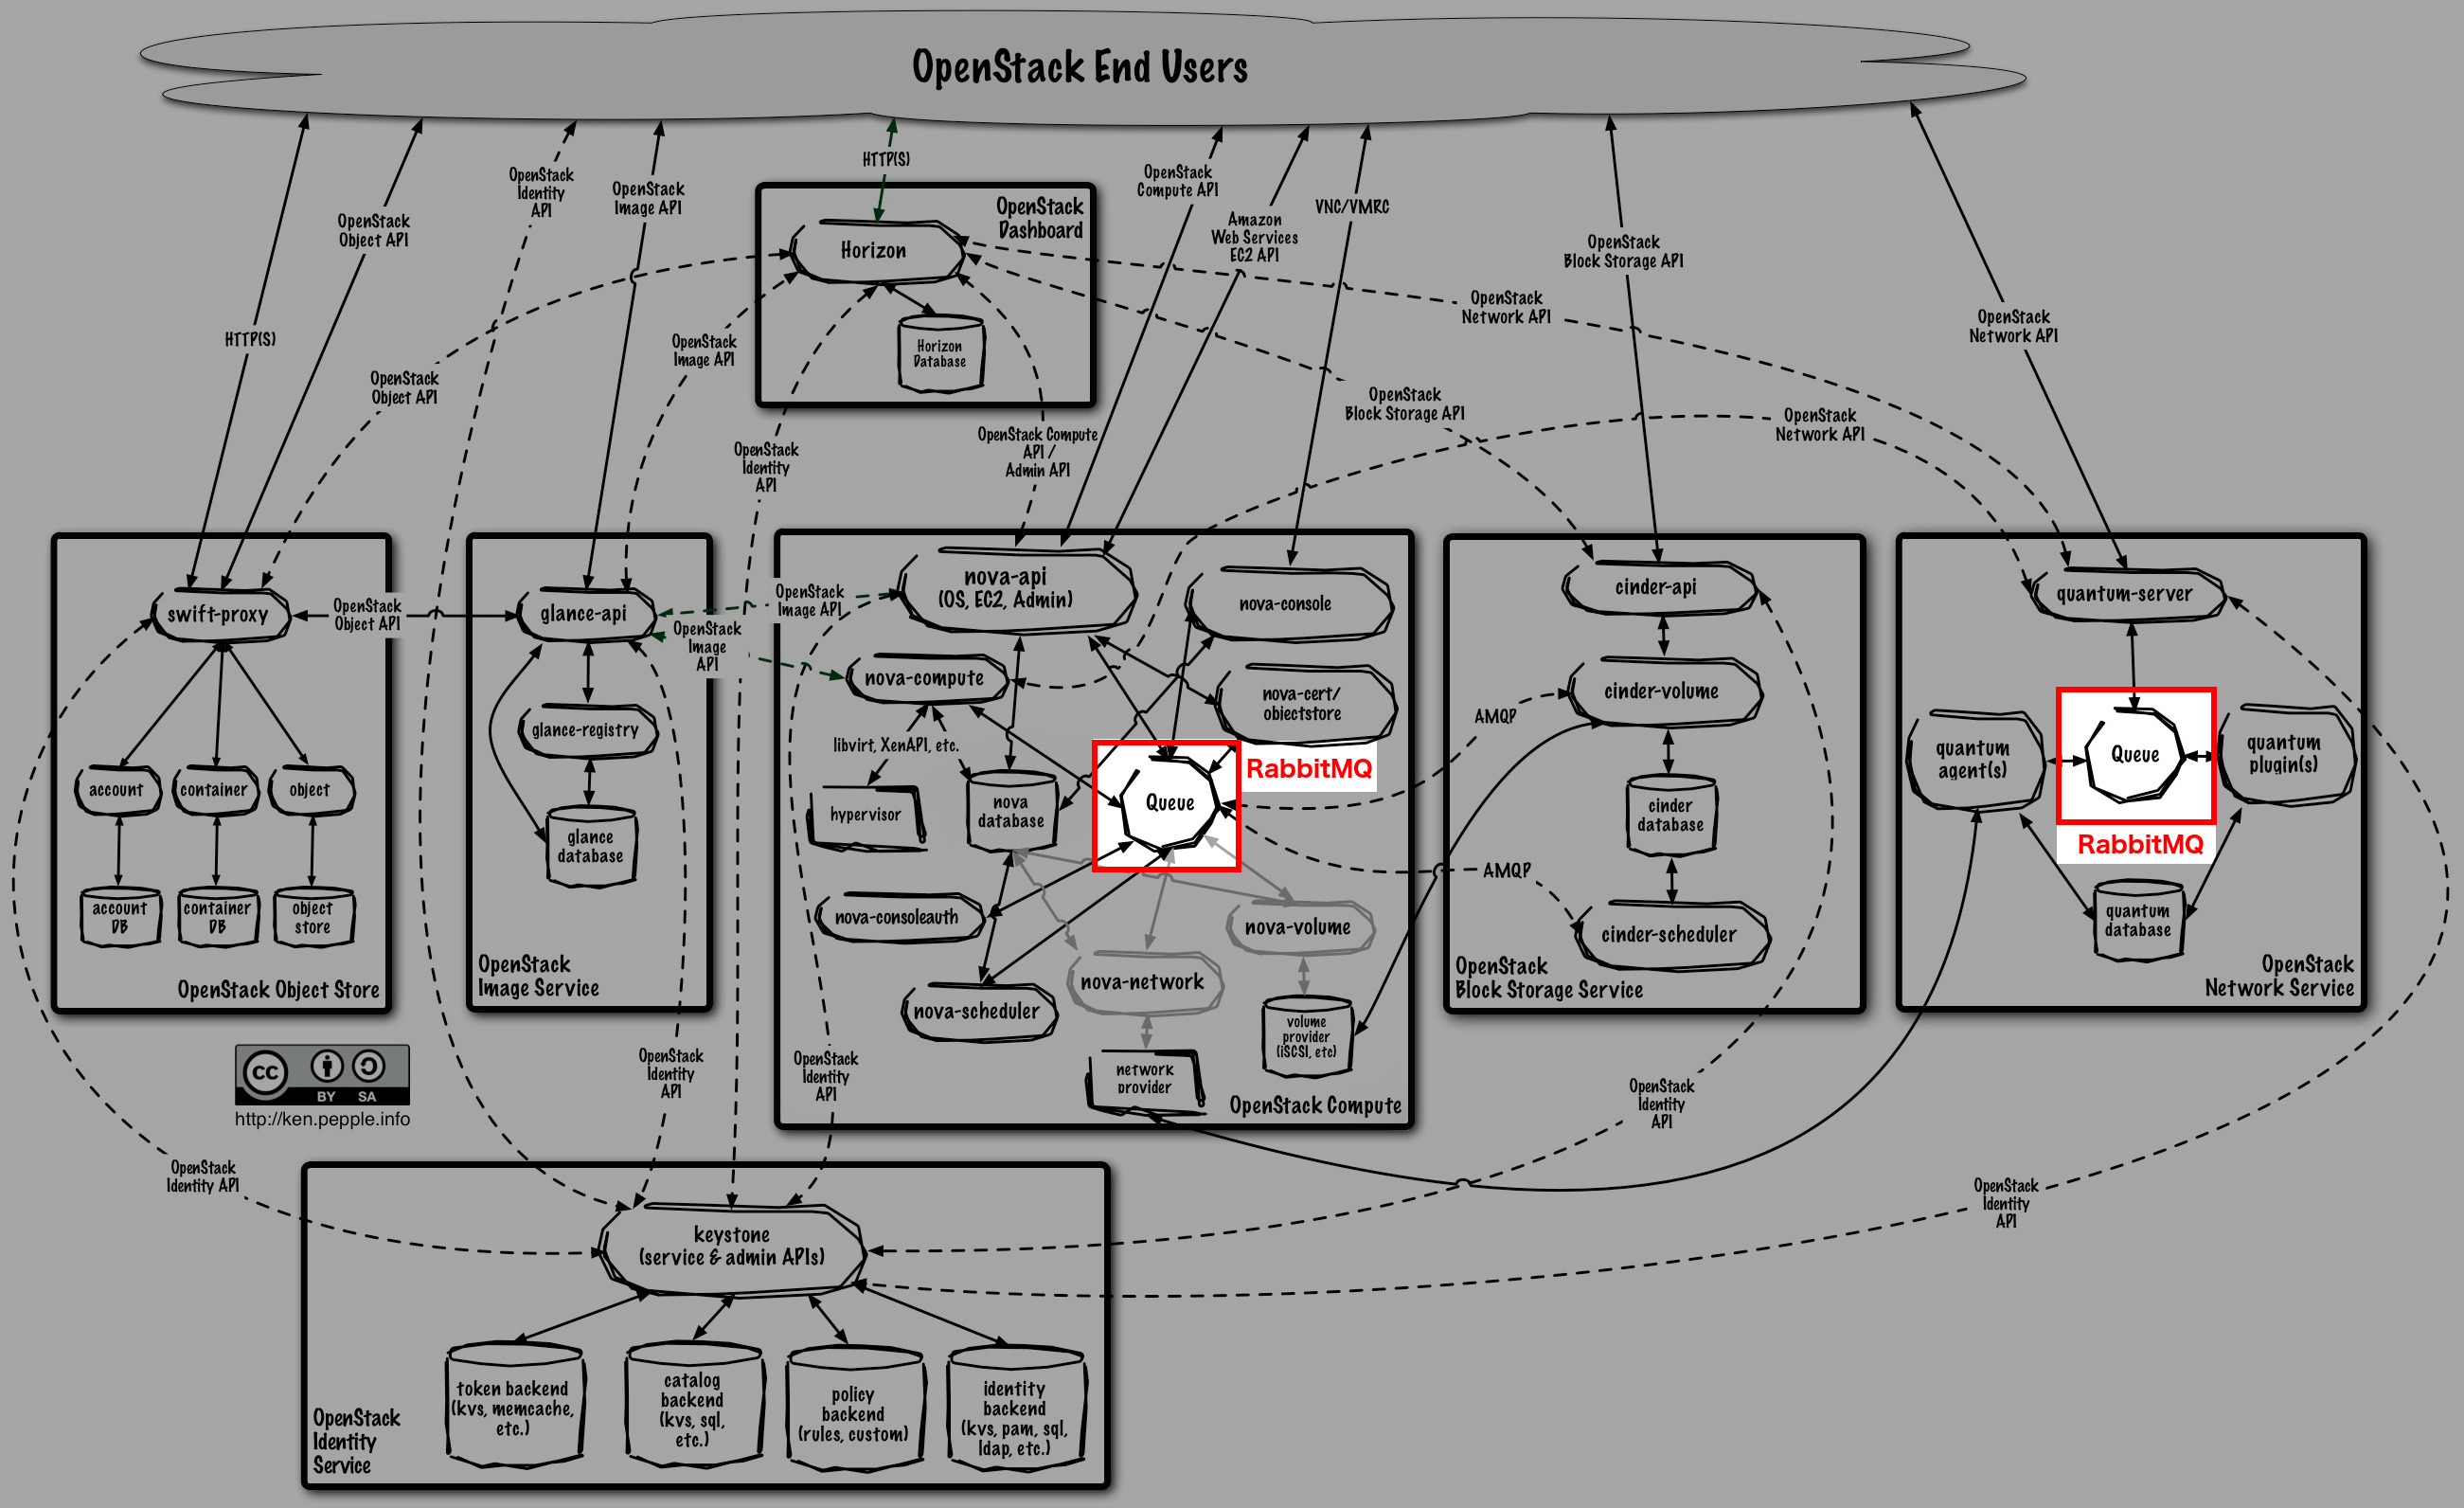 OpenStack End Users
HTTP(S)
OpenStack
Object API
OpenStack
Identity
API
OpenStack
Image API
HTTP(S)
OpenStack
Compute API
Amazon
Web Services
EC2 API
VNC/VMRC
OpenStack
Block Storage API
OpenStack
Network API
OpenStack
Dashboard
Horizon
Horizon
Database
OpenStack
Object API
OpenStack
Image API
OpenStack
Identity
API
OpenStack Compute
API /
Admin API
OpenStack
Network API
OpenStack
Block Storage API
OpenStack
Network API
swift-proxy
OpenStack
Object API
account
container
object
account
DB
container
DB
object
store
OpenStack Object Store
glance-api
glance-registry
glance
database
OpenStack
Image Service
OpenStack
Image API
OpenStack
Image
API
nova-api
(OS, EC2, Admin)
nova-console
nova-compute
nova-cert/
objectstore
libvirt, XenAPI, etc.
hypervisor
nova
database
Queue
RabbitMQ
nova-consoleauth
nova-volume
nova-network
nova-scheduler
volume
provider
(iSCSI, etc)
network
provider
OpenStack Compute
AMQP
AMQP
cinder-api
cinder-volume
cinder
database
cinder-scheduler
OpenStack
Block Storage Service
quantum-server
quantum
agent(s)
Queue
quantum
plugin(s)
RabbitMQ
quantum
database
OpenStack
Network Service
OpenStack
Identity
API
OpenStack
Identity
API
OpenStack
Identity
API
OpenStack
Identity API
OpenStack
Identity
API
cc
BY SA
http://ken.pepple.info
keystone
(service & admin APIs)
token backend
(kvs, memcache,
etc.)
catalog
backend
(kvs, sql,
etc.)
policy
backend
(rules, custom)
identity
backend
(kvs, pam, sql,
ldap, etc.)
OpenStack
Identity
Service